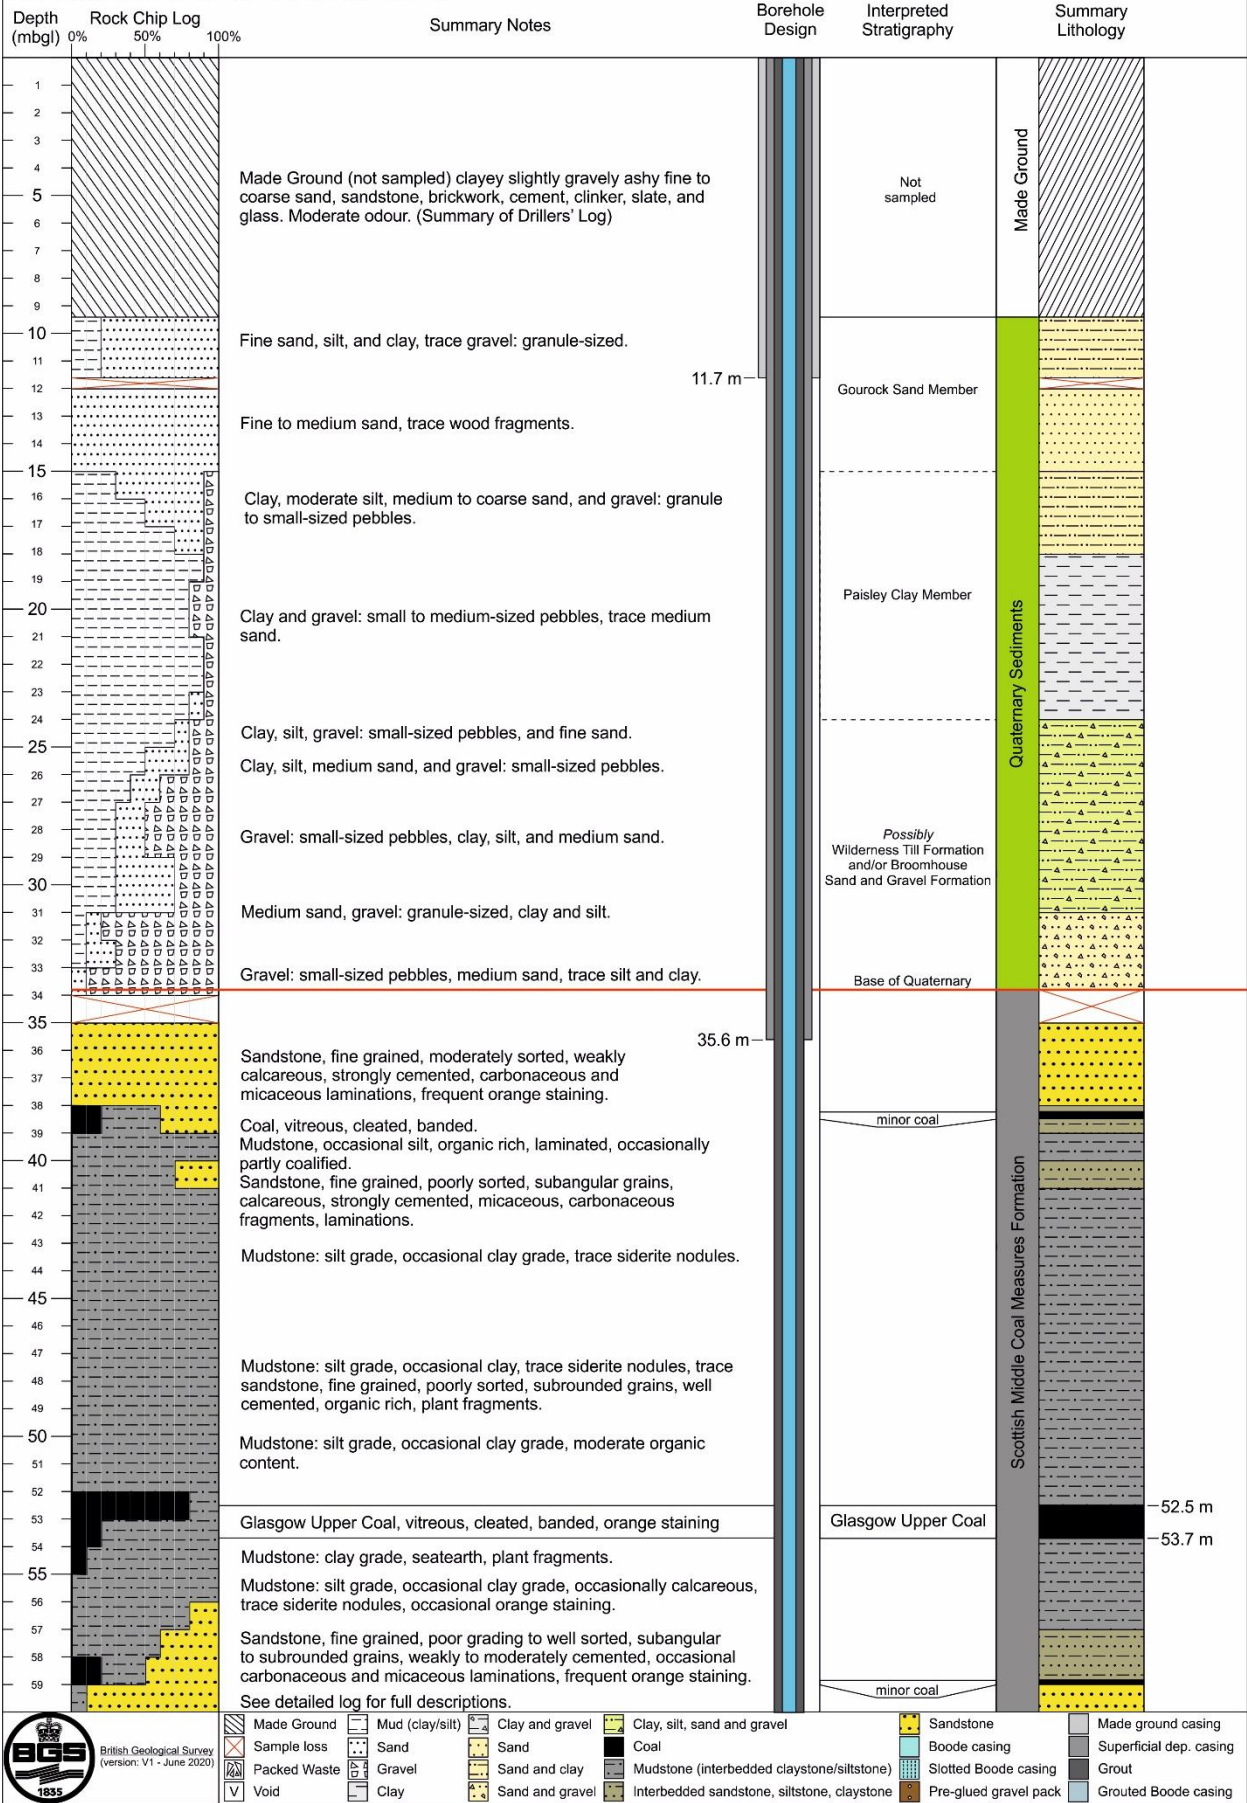 Depth
(mbgl)
Rock Chip Log
0% 50% 100%
Summary Notes
Borehole
Design
Interpreted
Stratigraphy
Summary
Lithology
1
2
3
4
5
6
7
8
9
10
11
12
13
14
15
16
17
18
19
20
21
22
23
24
25
26
27
28
29
30
31
32
33
34
35
36
37
38
39
40
41
42
43
44
45
46
47
48
49
50
51
52
53
54
55
56
57
58
59
Made Ground (not sampled) clayey slightly gravely ashy fine to
coarse sand, sandstone, brickwork, cement, clinker, slate, and
glass. Moderate odour. (Summary of Drillers' Log)
Fine sand, silt, and clay, trace gravel: granule-sized.
Fine to medium sand, trace wood fragments.
Clay, moderate silt, medium to coarse sand, and gravel: granule
to small-sized pebbles.
Clay and gravel: small to medium-sized pebbles, trace medium
sand.
Clay, silt, gravel: small-sized pebbles, and fine sand.
Clay, silt, medium sand, and gravel: small-sized pebbles.
Gravel: small-sized pebbles, clay, silt, and medium sand.
Medium sand, gravel: granule-sized, clay and silt.
Gravel: small-sized pebbles, medium sand, trace silt and clay.
Sandstone, fine grained, moderately sorted, weakly
calcareous, strongly cemented, carbonaceous and
micaceous laminations, frequent orange staining.
Coal, vitreous, cleated, banded.
Mudstone, occasional silt, organic rich, laminated, occasionally
partly coalified.
Sandstone, fine grained, poorly sorted, subangular grains,
calcareous, strongly cemented, micaceous, carbonaceous
fragments, laminations.
Mudstone: silt grade, occasional clay grade, trace siderite nodules.
Mudstone: silt grade, occasional clay, trace siderite nodules, trace
sandstone, fine grained, poorly sorted, subrounded grains, well
cemented, organic rich, plant fragments.
Mudstone: silt grade, occasional clay grade, moderate organic
content.
Glasgow Upper Coal, vitreous, cleated, banded, orange staining
Mudstone: clay grade, seatearth, plant fragments.
Mudstone: silt grade, occasional clay grade, occasionally calcareous,
trace siderite nodules, occasional orange staining.
Sandstone, fine grained, poor grading to well sorted, subangular
to subrounded grains, weakly to moderately cemented, occasional
carbonaceous and micaceous laminations, frequent orange staining.
See detailed log for full descriptions.
11.7 m
35.6 m
Not
sampled
Gourock Sand Member
Paisley Clay Member
Possibly
Wilderness Till Formation
and/or Broomhouse
Sand and Gravel Formation
Base of Quaternary
minor coal
Glasgow Upper Coal
minor coal
Made Ground
Quaternary Sediments
Scottish Middle Coal Measures Formation
52.5 m
53.7 m
BGS
1835
British Geological Survey
(version: V1 - June 2020)
Made Ground
Sample loss
Packed Waste
V Void
Mud (clay/silt)
Sand
Gravel
Clay
Clay and gravel
Sand
Sand and clay
Sand and gravel
Clay, silt, sand and gravel
Coal
Mudstone (interbedded claystone/siltstone)
Interbedded sandstone, siltstone, claystone
Sandstone
Boode casing
Slotted Boode casing
Pre-glued gravel pack
Made ground casing
Superficial dep. casing
Grout
Grouted Boode casing